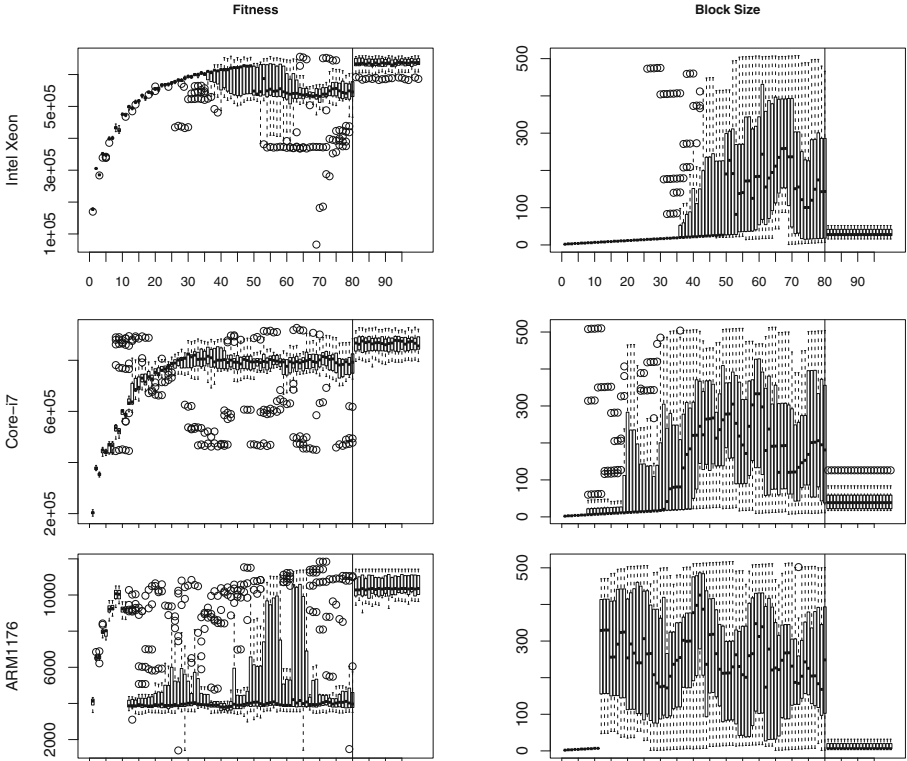 Fitness
Block Size
Intel Xeon
1e+05 3e+05 5e+05
0 100 300 500
0 10 20 30 40 50 60 70 80 90
0 10 20 30 40 50 60 70 80 90
Core−i7
2e+05 6e+05
0 100 300 500
ARM1176
2000 6000 10000
0 100 300 500